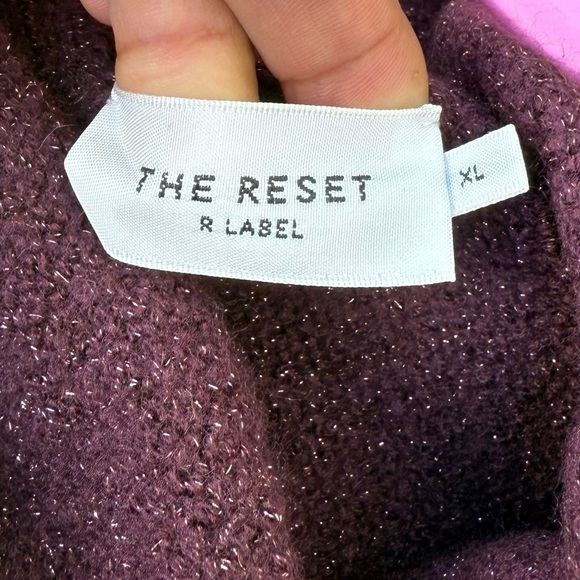 THE RESET
R LABEL
XL